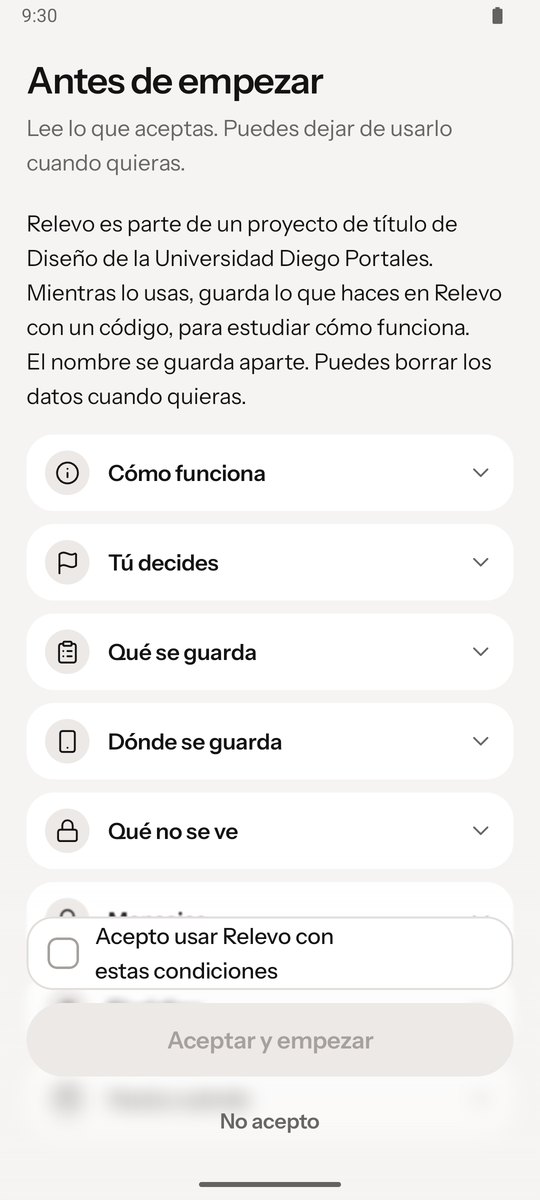 9:30
Antes de empezar
Lee lo que aceptas. Puedes dejar de usarlo
cuando quieras.
Relevo es parte de un proyecto de título de
Diseño de la Universidad Diego Portales.
Mientras lo usas, guarda lo que haces en Relevo
con un código, para estudiar cómo funciona.
El nombre se guarda aparte. Puedes borrar los
datos cuando quieras.
Cómo funciona
Tú decides
Qué se guarda
Dónde se guarda
Qué no se ve
Acepto usar Relevo con
estas condiciones
Aceptar y empezar
No acepto